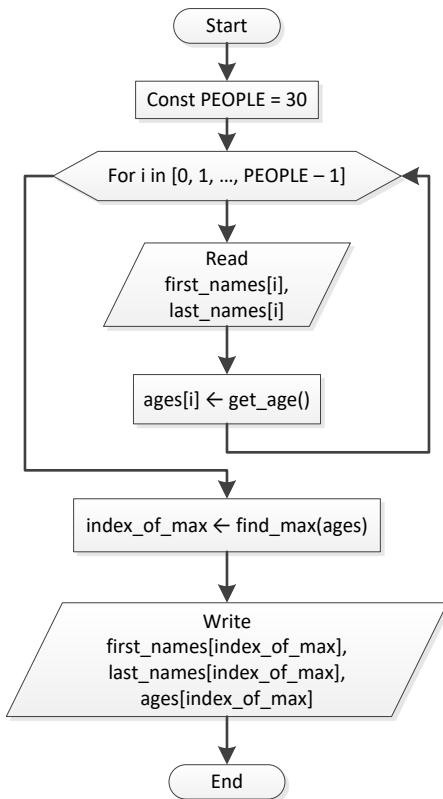 Start
Const PEOPLE = 30
For i in [0, 1, ..., PEOPLE – 1]
Read
first_names[i],
last_names[i]
ages[i] ← get_age()
index_of_max ← find_max(ages)
Write
first_names[index_of_max],
last_names[index_of_max],
ages[index_of_max]
End